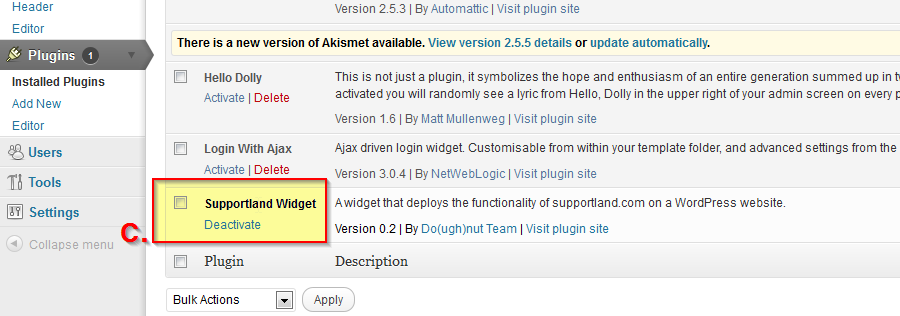 Header
Editor
Plugins 1
Installed Plugins
Add New
Editor
Users
Tools
Settings
Collapse menu
Version 2.5.3 | By Automattic | Visit plugin site
There is a new version of Akismet available. View version 2.5.5 details or update automatically.
Hello Dolly
Activate | Delete
This is not just a plugin, it symbolizes the hope and enthusiasm of an entire generation summed up in
activated you will randomly see a lyric from Hello, Dolly in the upper right of your admin screen on every
Version 1.6 | By Matt Mullenweg | Visit plugin site
Login With Ajax
Activate | Delete
Ajax driven login widget. Customisable from within your template folder, and advanced settings from the
Version 3.0.4 | By NetWebLogic | Visit plugin site
C.
Supportland Widget
Deactivate
A widget that deploys the functionality of supportland.com on a WordPress website.
Version 0.2 | By Do(ugh)nut Team | Visit plugin site
Plugin Description
Bulk Actions Apply